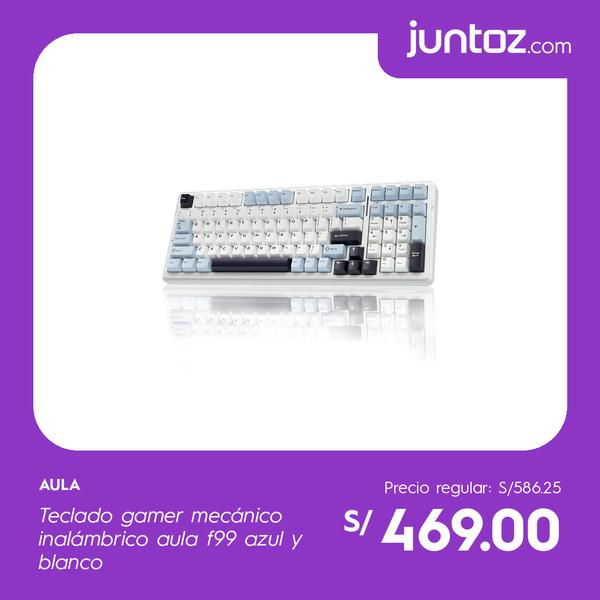 juntoz.com
AULA
Teclado gamer mecánico
inalámbrico aula f99 azul y
blanco
Precio regular: S/586.25
S/ 469.00